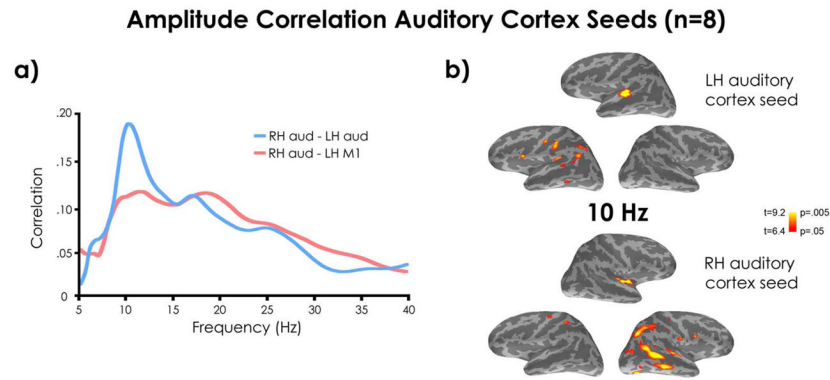 Amplitude Correlation Auditory Cortex Seeds (n=8)
a)
.20
.15
.10
.05
0
Correlation
5 10 15 20 25 30 35 40
Frequency (Hz)
RH aud - LH aud
RH aud - LH M1
b)
LH auditory
cortex seed
10 Hz
t=9.2 p=.005
t=6.4 p=.05
RH auditory
cortex seed